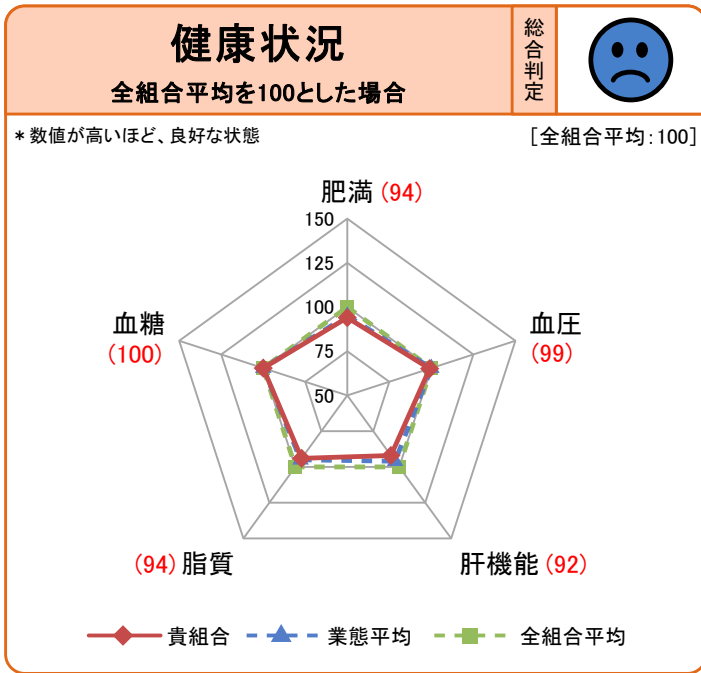 健康状況
全組合平均を100とした場合
総合判定
*数値が高いほど、良好な状態
[全組合平均:100]
肥満(94)
150
125
100
75
50
血糖
(100)
血圧
(99)
(94)脂質
肝機能(92)
貴組合 業態平均 全組合平均